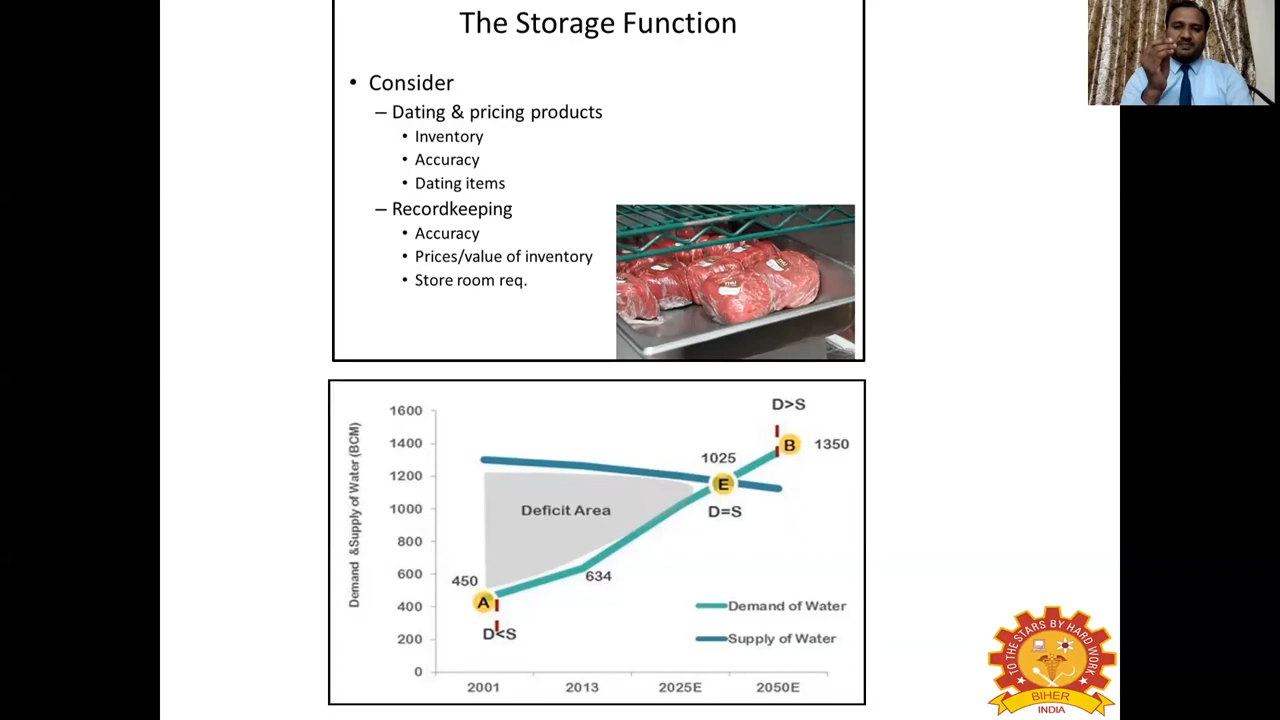 The Storage Function
• Consider
– Dating & pricing products
• Inventory
• Accuracy
• Dating items
– Recordkeeping
• Accuracy
• Prices/value of inventory
• Store room req.
Demand &Supply of Water (BCM)
1600
1400
1200
1000
800
600
400
200
0
2001
2013
2025E
2050E
D>S
B
1350
1025
E
D=S
Deficit Area
450
A
D<S
634
Demand of Water
Supply of Water
TO THE STARS BY HARD WORK
BIHER
INDIA